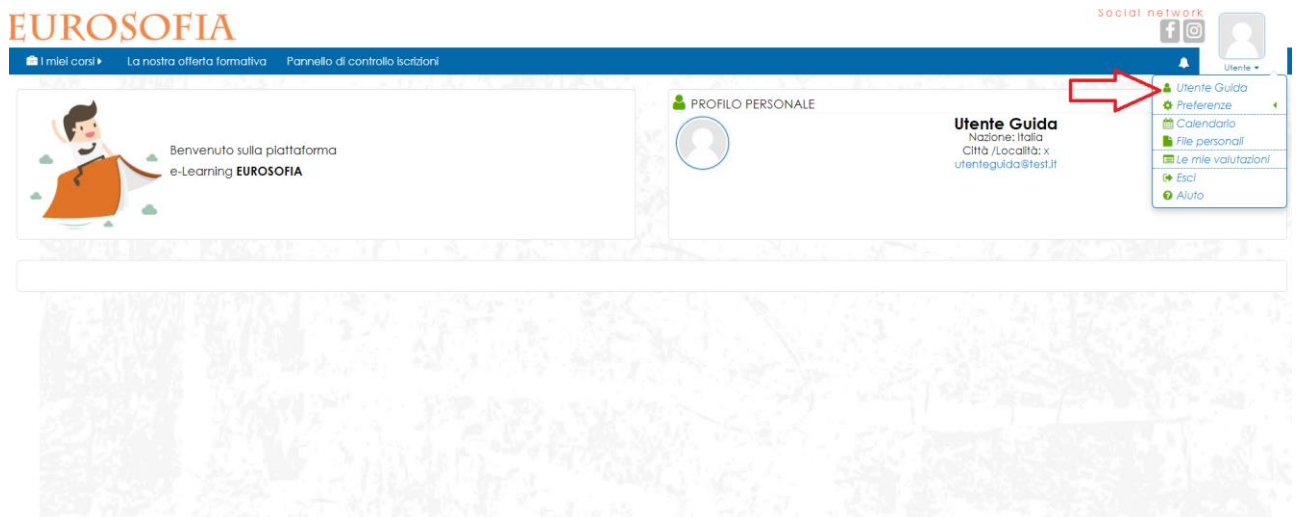 EUROSOFIA
Social network
I miei corsi
La nostra offerta formativa
Pannello di controllo iscrizioni
Utente
Benvenuto sulla piattaforma
e-Learning EUROSOFIA
PROFILO PERSONALE
Utente Guida
Nazione: Italia
Città /Località: x
utenteguida@test.it
Utente Guida
Preferenze
Calendario
File personali
Le mie valutazioni
Esci
Aiuto